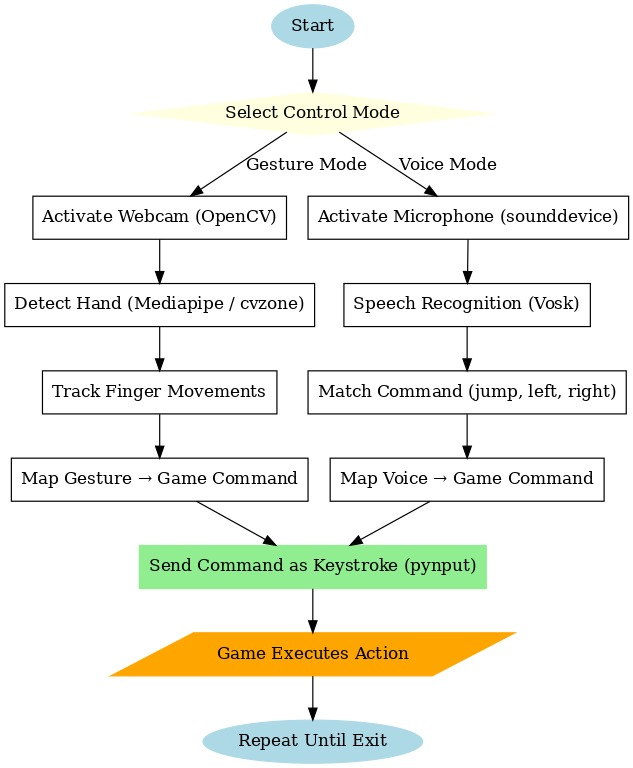 Start
Select Control Mode
Gesture Mode
Voice Mode
Activate Webcam (OpenCV)
Activate Microphone (sounddevice)
Detect Hand (Mediapipe / cvzone)
Speech Recognition (Vosk)
Track Finger Movements
Match Command (jump, left, right)
Map Gesture → Game Command
Map Voice → Game Command
Send Command as Keystroke (pynput)
Game Executes Action
Repeat Until Exit